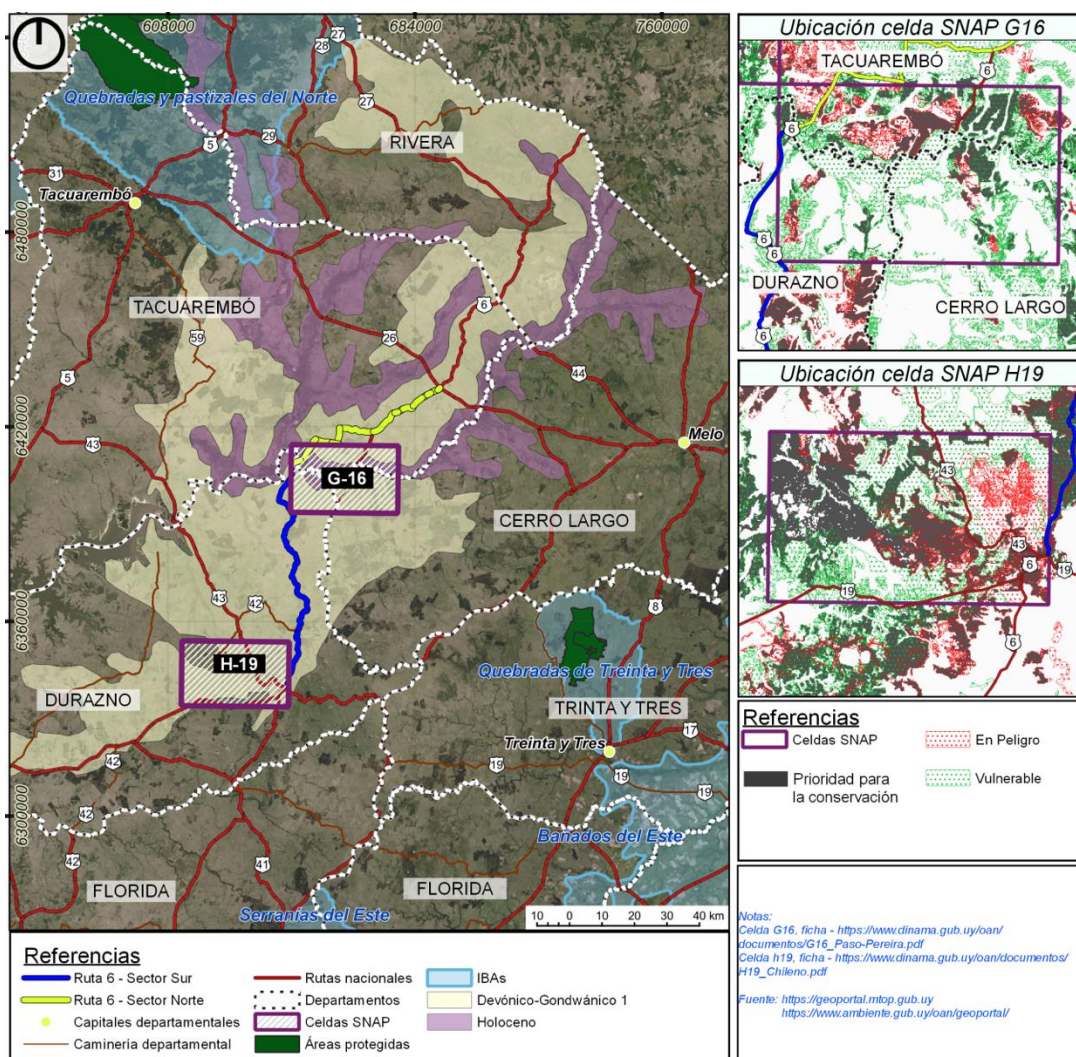 608000
684000
760000
6480000
6420000
6360000
6300000
27
28
27
Quebradas y pastizales del Norte
RIVERA
5
29
31
Tacuarembó
TACUAREMBÓ
59
6
26
5
44
43
Melo
G-16
CERRO LARGO
43
42
8
H-19
Quebradas de Treinta y Tres
DURAZNO
TRINTA Y TRES
17
42
Treinta y Tres
19
19
19
42
Bañados del Este
42
41
FLORIDA
FLORIDA
Serranías del Este
10 0 10 20 30 40 km
Referencias
Ruta 6 - Sector Sur
Ruta 6 - Sector Norte
Capitales departamentales
Caminería departamental
Rutas nacionales
Departamentos
Celdas SNAP
Áreas protegidas
IBAs
Devónico-Gondwánico 1
Holoceno
Ubicación celda SNAP G16
TACUAREMBÓ
6
6
6
6
DURAZNO
CERRO LARGO
6
6
Ubicación celda SNAP H19
43
43
6
19
19
6
Referencias
Celdas SNAP
En Peligro
Prioridad para
la conservación
Vulnerable
Notas:
Celda G16, ficha - https://www.dinama.gub.uy/oan/
documentos/G16_Paso-Pereira.pdf
Celda h19, ficha - https://www.dinama.gub.uy/oan/documentos/
H19_Chileno.pdf
Fuente: https://geoportal.mtop.gub.uy
https://www.ambiente.gub.uy/oan/geoportal/